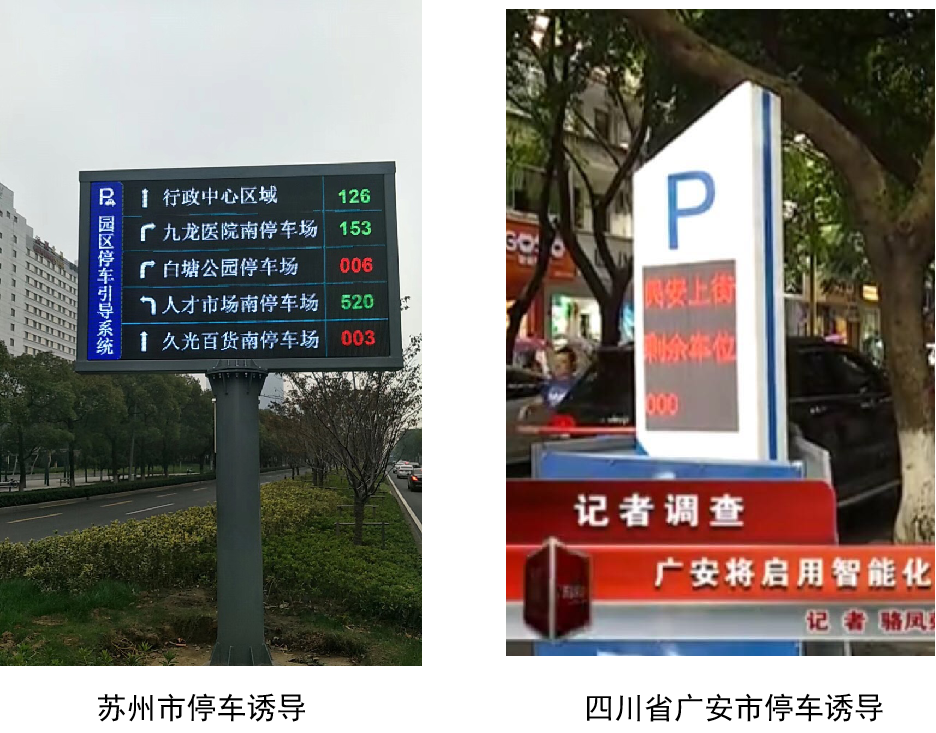 P
园区停车引导系统
行政中心区域 126
九龙医院南停车场 153
白塘公园停车场 006
人才市场南停车场 520
久光百货南停车场 003
P
民安上街
剩余车位
000
记者调查
广安将启用智能化
记者 骆凤
苏州市停车诱导
四川省广安市停车诱导